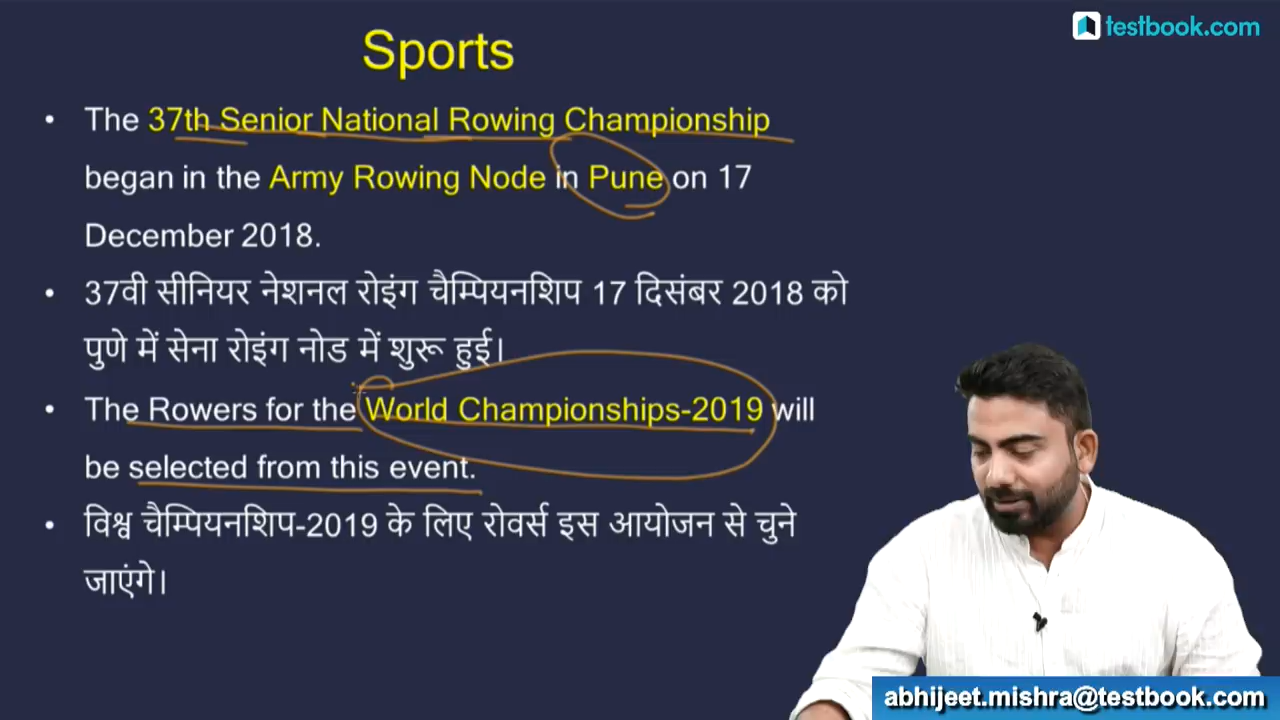 testbook.com
Sports
• The 37th Senior National Rowing Championship
began in the Army Rowing Node in Pune on 17
December 2018.
• 37वी सीनियर नेशनल रोइंग चैम्पियनशिप 17 दिसंबर 2018 को
पुणे में सेना रोइंग नोड में शुरू हुई।
• The Rowers for the World Championships-2019 will
be selected from this event.
• विश्व चैम्पियनशिप-2019 के लिए रोवर्स इस आयोजन से चुने
जाएंगे।
abhijeet.mishra@testbook.com